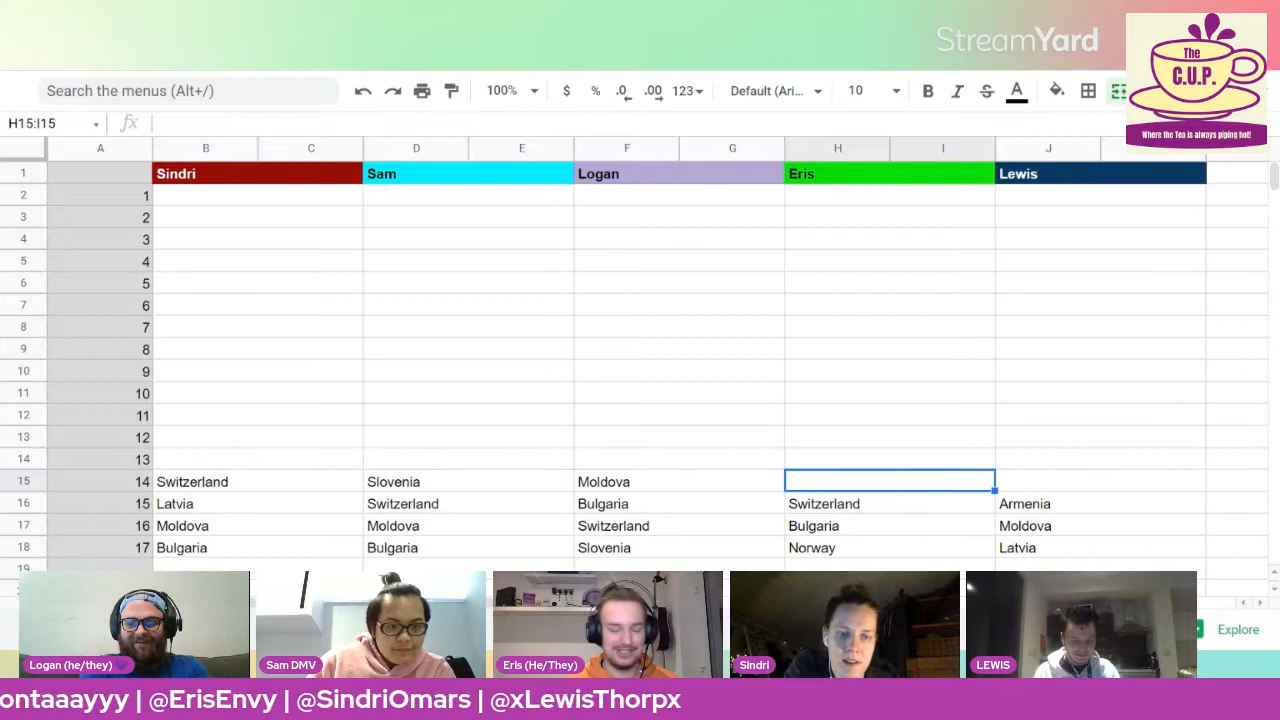 StreamYard
The
C.U.P.
Where the Tea is always piping hot!
Search the menus (Alt+/) 100% $ % .0 .00 123 Default (Ari... 10 B I S A
H15:I15 fx
A B C D E F G H I J
1 Sindri Sam Logan Eris Lewis
2 1
3 2
4 3
5 4
6 5
7 6
8 7
9 8
10 9
11 10
12 11
13 12
14 13
15 14 Switzerland Slovenia Moldova
16 15 Latvia Switzerland Bulgaria Switzerland Armenia
17 16 Moldova Moldova Switzerland Bulgaria Moldova
18 17 Bulgaria Bulgaria Slovenia Norway Latvia
19
Explore
Logan (he/they) Sam DMV Eris (He/They) Sindri LEWIS
ontaaayyy | @ErisEnvy | @SindriOmars | @xLewisThorpx